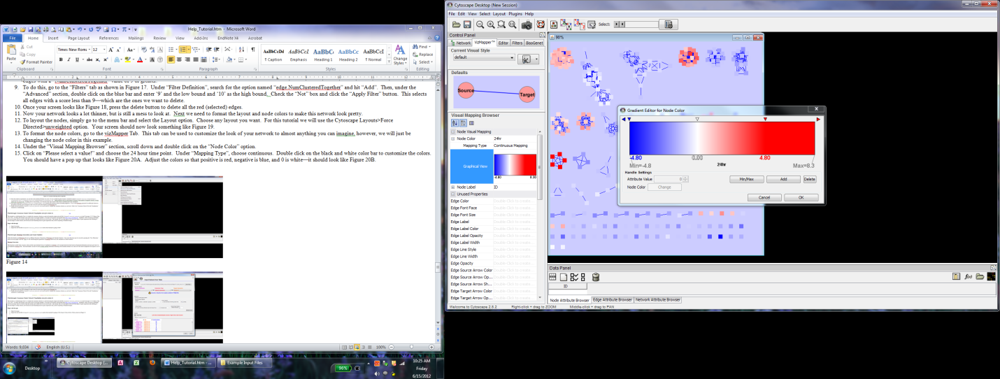 Help_Tutorial.htm - Microsoft Word
File Home Insert Page Layout References Mailings Review View Add-Ins EndNote X4 Acrobat
Cut
Copy
Format Painter
Paste
Times New Rom 12
AaBbCcDd AaBbCcI AaBbC AaBbCc AaBbCcI
¶ Caption Emphasis Heading 1 Heading 2 ¶ Normal
Change Styles
Find
Replace
Select
Clipboard Font Paragraph Styles Editing
9. To do this, go to the “Filters” tab as shown in Figure 17. Under “Filter Definition”, search for the option named “edge.NumClusteredTogether” and hit “Add”. Then, under the
“Advanced” section, double click on the blue bar and enter ‘9’ and the low bound and ‘10’ as the high bound. Check the “Not” box and click the “Apply Filter” button. This selects
all edges with a score less than 9—which are the ones we want to delete.
10. Once your screen looks like Figure 18, press the delete button to delete all the red (selected) edges.
11. Now your network looks a lot thinner, but is still a mess to look at. Next we need to format the layout and node colors to make this network look pretty.
12. To layout the nodes, simply go to the menu bar and select the Layout option. Choose any layout you want. For this tutorial we will use the Cytoscape Layouts>Force
Directed>unweighted option. Your screen should now look something like Figure 19.
13. To format the node colors, go to the vizMapper Tab. This tab can be used to customize the look of your network to almost anything you can imagine, however, we will just be
changing the node color in this example.
14. Under the “Visual Mapping Browser” section, scroll down and double click on the “Node Color” option.
15. Click on “Please select a value!” and choose the 24 hour time point. Under “Mapping Type”, choose continuous. Double click on the black and white color bar to customize the colors.
You should have a pop up that looks like Figure 20A. Adjust the colors so that positive is red, negative is blue, and 0 is white—it should look like Figure 20B.
Figure 14
Words: 9,034 English (U.S.) 100%
Desktop
Cytoscape Desktop (...
Help_Tutorial.htm - ...
Example Input Files
96%
10:25 AM
Friday
6/15/2012
Cytoscape Desktop (New Session)
File Edit View Select Layout Plugins Help
Select:
Control Panel
Network VizMapper™ Editor Filters BisoGenet
Current Visual Style
default
Defaults
Source
Target
Visual Mapping Browser
Node Visual Mapping
Node Color 24hr
Mapping Type Continuous Mapping
Graphical View
-4.80 8.30
Node Label ID
Unused Properties
Edge Color Double-Click to create...
Edge Font Face Double-Click to create...
Edge Font Size Double-Click to create...
Edge Label Double-Click to create...
Edge Label Color Double-Click to create...
Edge Label Opacity Double-Click to create...
Edge Label Width Double-Click to create...
Edge Line Style Double-Click to create...
Edge Line Width Double-Click to create...
Edge Opacity Double-Click to create...
Edge Source Arrow Color Double-Click to create...
Edge Source Arrow Op... Double-Click to create...
Edge Source Arrow Sh... Double-Click to create...
Edge Target Arrow Color Double-Click to create...
Edge Target Arrow Op... Double-Click to create...
90%
Gradient Editor for Node Color
-4.80 0.00 4.80
Min=-4.8 24hr Max=8.3
Handle Settings
Attribute Value 0 Min/Max Add Delete
Node Color Change
Cancel OK
Data Panel
ID
Node Attribute Browser Edge Attribute Browser Network Attribute Browser
Welcome to Cytoscape 2.8.2 Right-click + drag to ZOOM Middle-click + drag to PAN